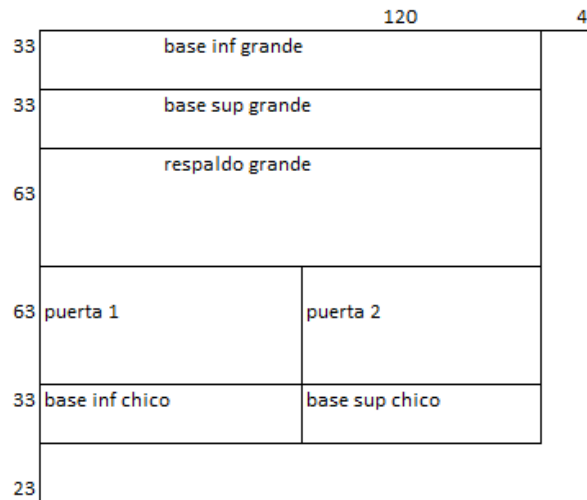 120 4
33 base inf grande
33 base sup grande
respaldo grande
63
63 puerta 1 puerta 2
33 base inf chico base sup chico
23